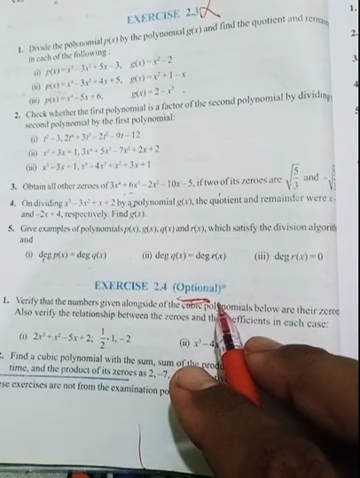 EXERCISE 2.3
1. Divide the polynomial p(x) by the polynomial g(x) and find the quotient and
in each of the following :
(i) p(x) = x³ – 3x² + 5x – 3, g(x) = x² – 2
(ii) p(x) = x⁴ – 3x² + 4x + 5, g(x) = x² + 1 – x
(iii) p(x) = x⁴ – 5x + 6, g(x) = 2 – x²
2. Check whether the first polynomial is a factor of the second polynomial by dividing
second polynomial by the first polynomial:
(i) t² – 3, 2t⁴ + 3t³ – 2t² – 9t – 12
(ii) x² + 3x + 1, 3x⁴ + 5x³ – 7x² + 2x + 2
(iii) x³ – 3x + 1, x⁵ – 4x³ + x² + 3x + 1
3. Obtain all other zeroes of 3x⁴ + 6x³ – 2x² – 10x – 5, if two of its zeroes are √5/3 and –
4. On dividing x³ – 3x² + x + 2 by a polynomial g(x), the quotient and remainder were x
and –2x + 4, respectively. Find g(x).
5. Give examples of polynomials p(x), g(x), q(x) and r(x), which satisfy the division
and
(i) deg p(x) = deg q(x) (ii) deg q(x) = deg r(x) (iii) deg r(x) = 0
EXERCISE 2.4 (Optional)*
1. Verify that the numbers given alongside of the cubic polynomials below are their
Also verify the relationship between the zeroes and the coefficients in each case:
(i) 2x³ + x² – 5x + 2; 1/2, 1, –2 (ii) x³ – 4
2. Find a cubic polynomial with the sum, sum of the
time, and the product of its zeroes as 2, –7,
se exercises are not from the examination
1.
2.
3.
4
5